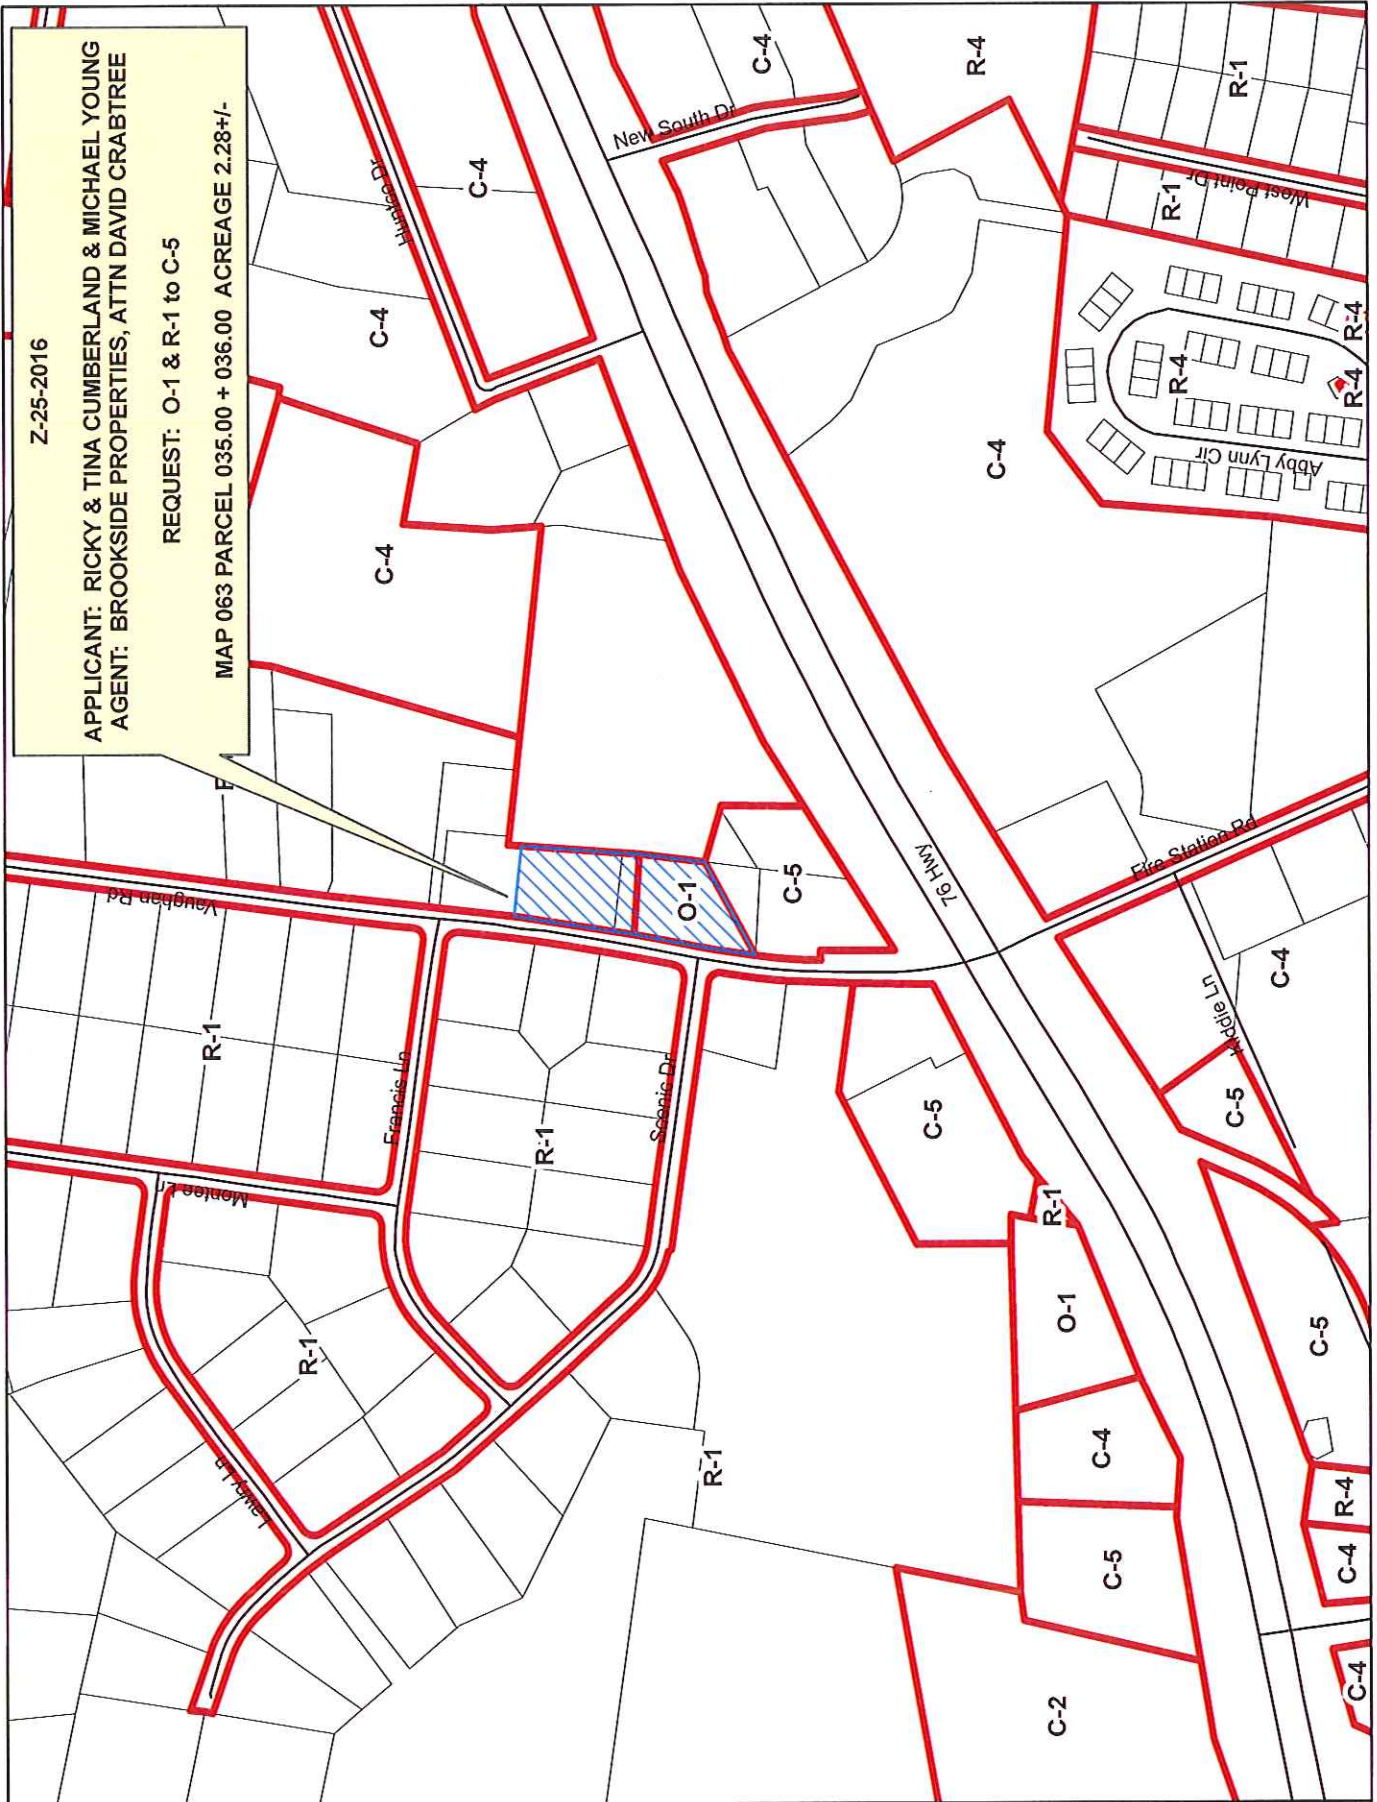 Z-25-2016
APPLICANT: RICKY & TINA CUMBERLAND & MICHAEL YOUNG
AGENT: BROOKSIDE PROPERTIES, ATTN DAVID CRABTREE
REQUEST: O-1 & R-1 to C-5
MAP 063 PARCEL 035.00 + 036.00 ACREAGE 2.28+/-
Vaughan Rd
R-1
Francis Ln
Montee Ln
R-1
R-1
Scenic Dr
Lawry Ln
R-1
O-1
C-5
C-4
C-4
C-4
New South Dr
C-4
R-4
R-1
West Point Dr
R-1
R-4
R-4
R-4
Abby Lynn Cir
C-4
76 Hwy
Fire Station Rd
Kiddie Ln
C-4
C-5
C-5
R-1
O-1
C-4
C-5
C-2
C-5
R-4
C-4
C-4